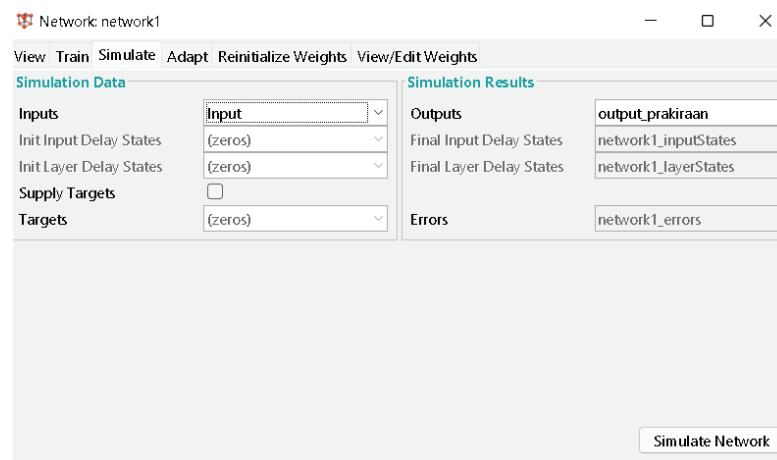 Network: network1
View Train Simulate Adapt Reinitialize Weights View/Edit Weights
Simulation Data
Inputs Input
Init Input Delay States (zeros)
Init Layer Delay States (zeros)
Supply Targets
Targets (zeros)
Simulation Results
Outputs output_prakiraan
Final Input Delay States network1_inputStates
Final Layer Delay States network1_layerStates
Errors network1_errors
Simulate Network